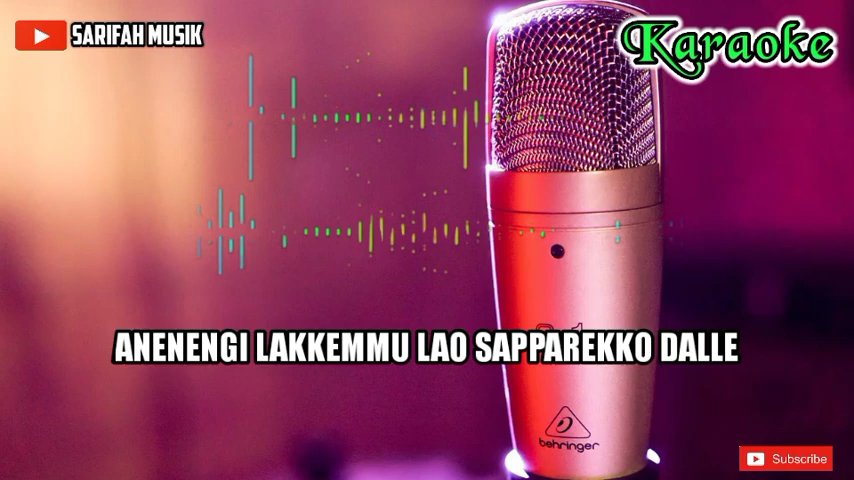 SARIFAH MUSIK
Karaoke
ANENENGI LAKKEMMU LAO SAPPAREKKO DALLE
behringer
Subscribe